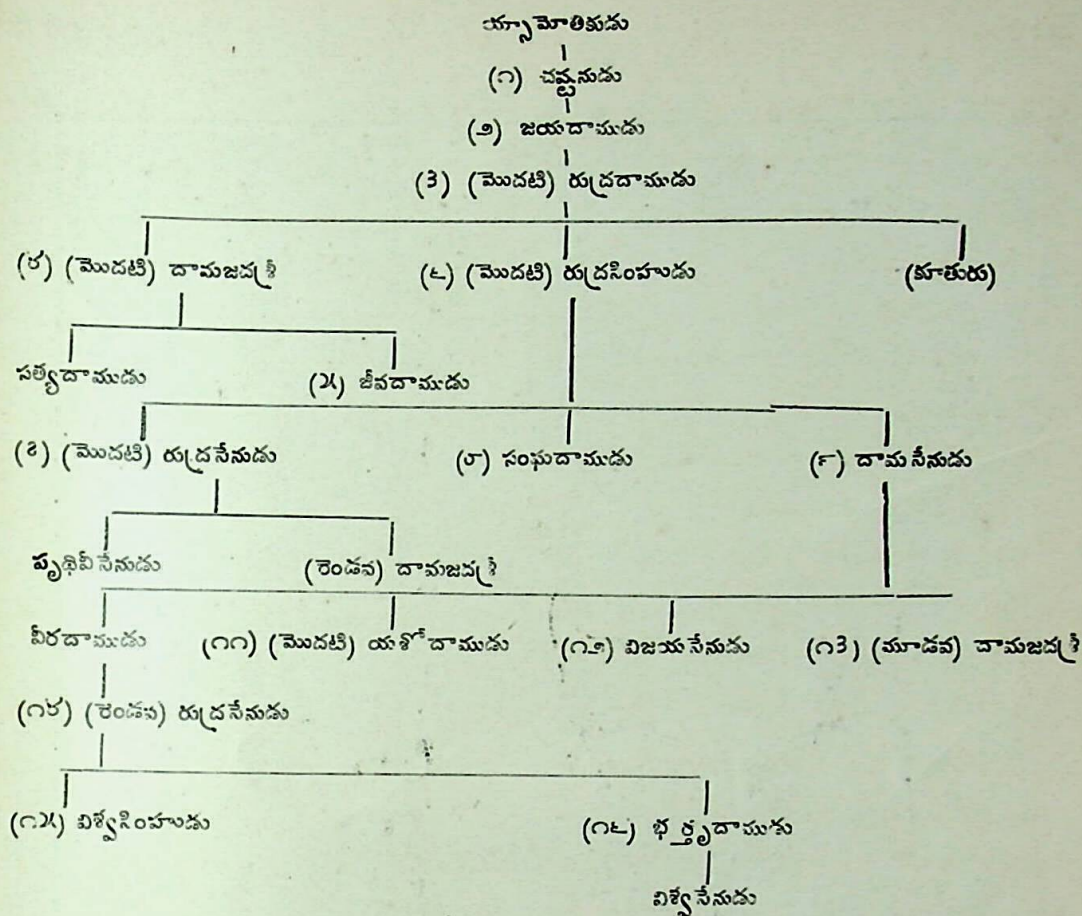 య్సామోతికుడు
(౧) చష్టనుడు
(౨) జయదాముడు
(౩) (మొదటి) రుద్రదాముడు
(౪) (మొదటి) దామజదశ్రీ (౬) (మొదటి) రుద్రసింహుడు (కూతురు)
సత్యదాముడు (౫) జీవదాముడు
(౭) (మొదటి) రుద్రసేనుడు (౮) సంఘదాముడు (౯) దామసేనుడు
పృథివీసేనుడు (రెండవ) దామజదశ్రీ
వీరదాముడు (౧౧) (మొదటి) యశోదాముడు (౧౨) విజయసేనుడు (౧౩) (మూడవ) దామజదశ్రీ
(౧౪) (రెండవ) రుద్రసేనుడు
(౧౫) విశ్వసింహుడు (౧౬) భర్తృదాముడు
విశ్వసేనుడు